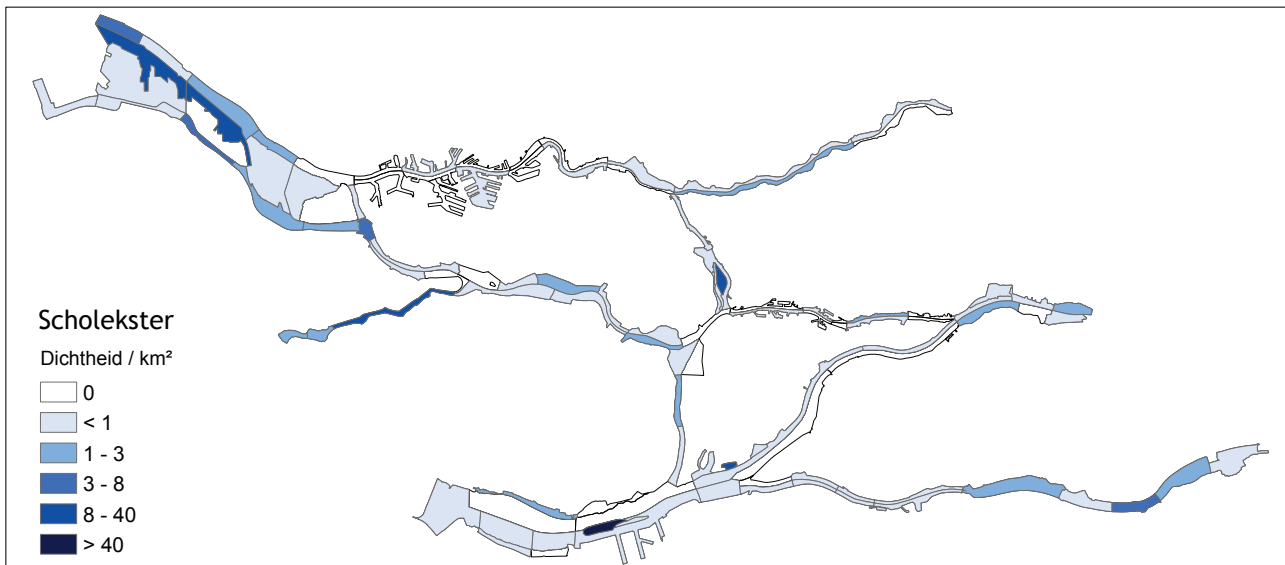 Scholekster
Dichtheid / km²
0
< 1
1 - 3
3 - 8
8 - 40
> 40